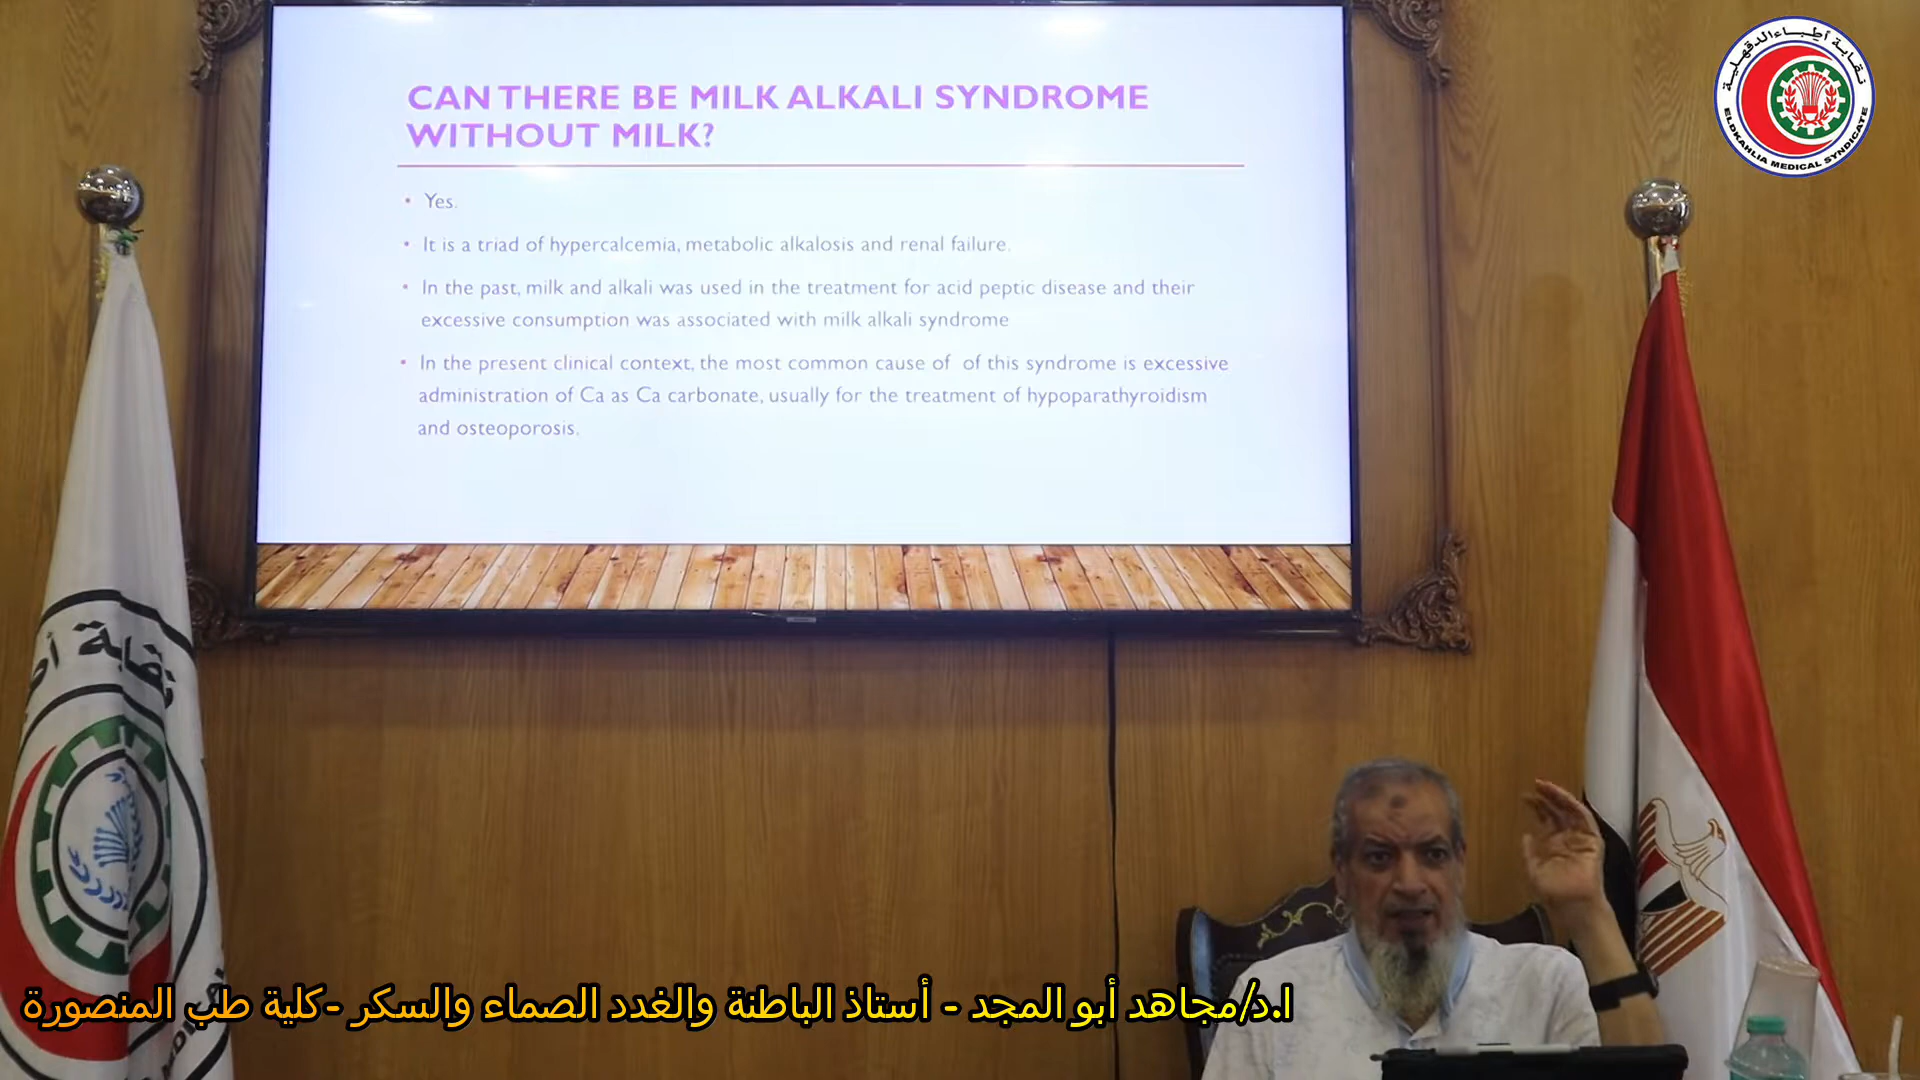 CAN THERE BE MILK ALKALI SYNDROME
WITHOUT MILK?
• Yes.
• It is a triad of hypercalcemia, metabolic alkalosis and renal failure.
• In the past, milk and alkali was used in the treatment for acid peptic disease and their
excessive consumption was associated with milk alkali syndrome
• In the present clinical context, the most common cause of of this syndrome is excessive
administration of Ca as Ca carbonate, usually for the treatment of hypoparathyroidism
and osteoporosis.
نقابة أطباء الدقهلية
ELDKAHLIA MEDICAL SYNDICATE
نقابة
ا.د/مجاهد أبو المجد - أستاذ الباطنة والغدد الصماء والسكر -كلية طب المنصورة